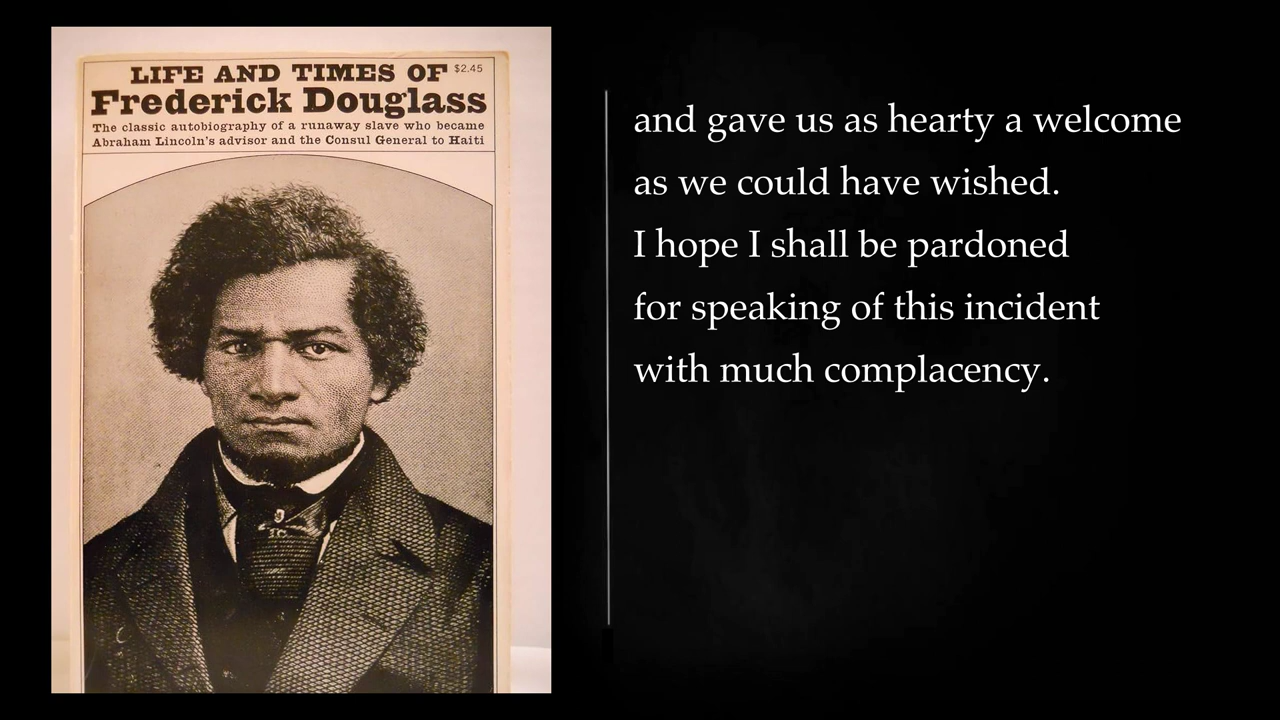 LIFE AND TIMES OF $2.45
Frederick Douglass
The classic autobiography of a runaway slave who became
Abraham Lincoln's advisor and the Consul General to Haiti
and gave us as hearty a welcome
as we could have wished.
I hope I shall be pardoned
for speaking of this incident
with much complacency.